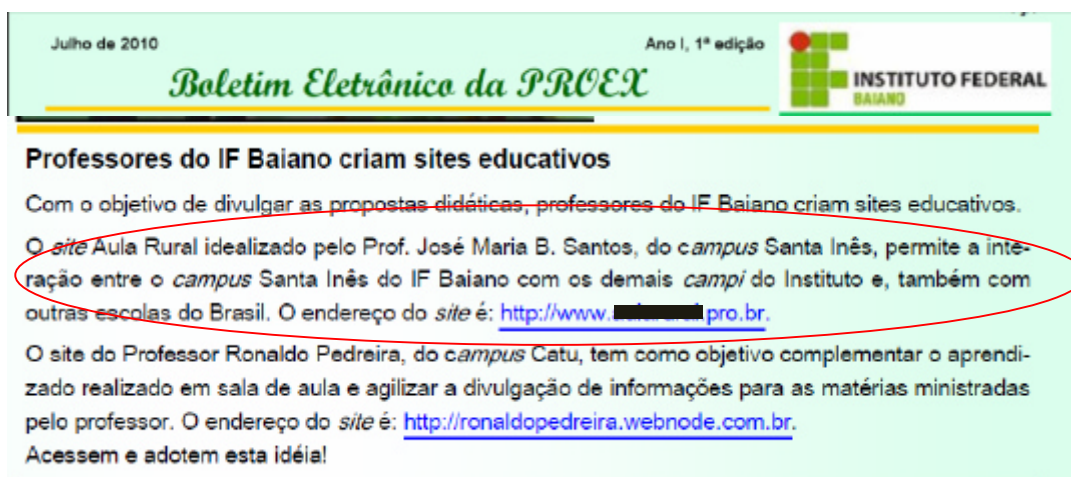 Julho de 2010
Ano I, 1ª edição
Boletim Eletrônico da PROEX
INSTITUTO FEDERAL
BAIANO
Professores do IF Baiano criam sites educativos
Com o objetivo de divulgar as propostas didáticas, professores do IF Baiano criam sites educativos.
O site Aula Rural idealizado pelo Prof. José Maria B. Santos, do campus Santa Inês, permite a inte-
ração entre o campus Santa Inês do IF Baiano com os demais campi do Instituto e, também com
outras escolas do Brasil. O endereço do site é: http://www. pro.br.
O site do Professor Ronaldo Pedreira, do campus Catu, tem como objetivo complementar o aprendi-
zado realizado em sala de aula e agilizar a divulgação de informações para as matérias ministradas
pelo professor. O endereço do site é: http://ronaldopedreira.webnode.com.br.
Acessem e adotem esta idéia!